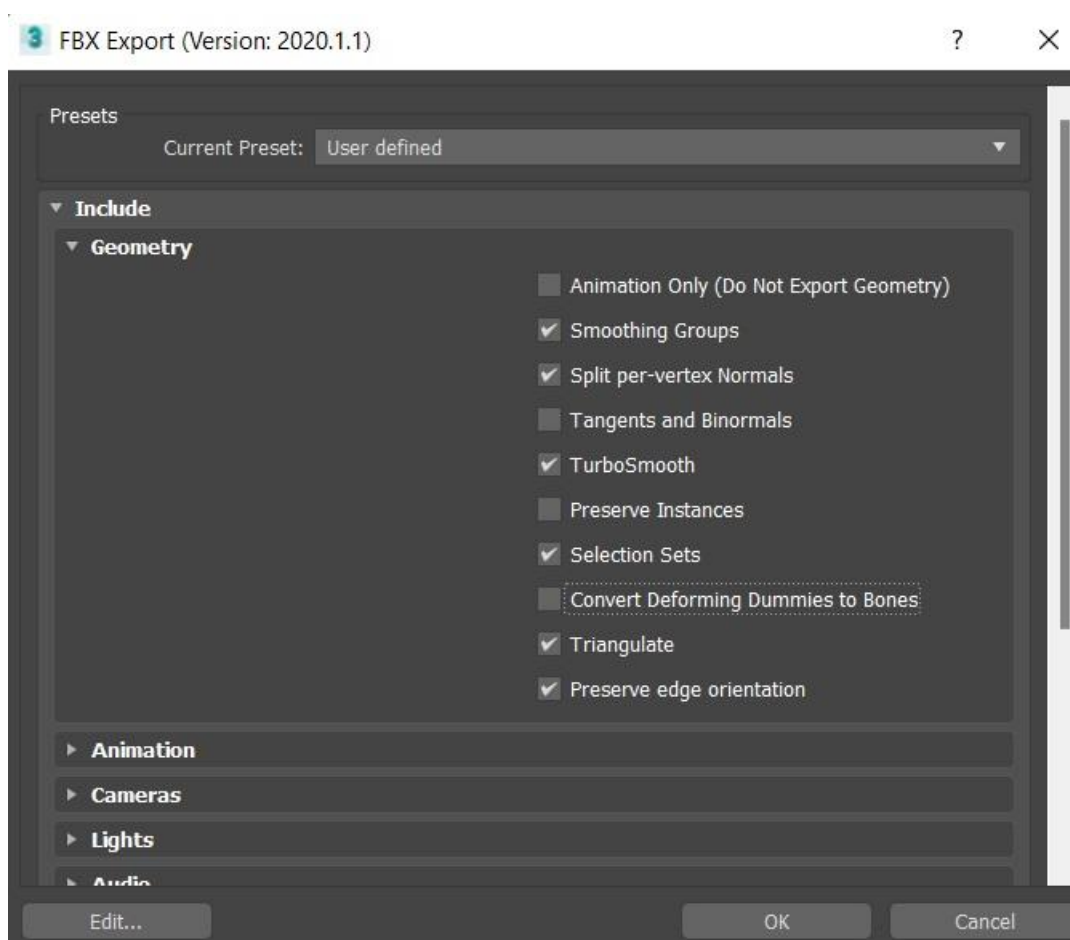 FBX Export (Version: 2020.1.1)
Presets
Current Preset: User defined
Include
Geometry
Animation Only (Do Not Export Geometry)
Smoothing Groups
Split per-vertex Normals
Tangents and Binormals
TurboSmooth
Preserve Instances
Selection Sets
Convert Deforming Dummies to Bones
Triangulate
Preserve edge orientation
Animation
Cameras
Lights
Audio
Edit... OK Cancel